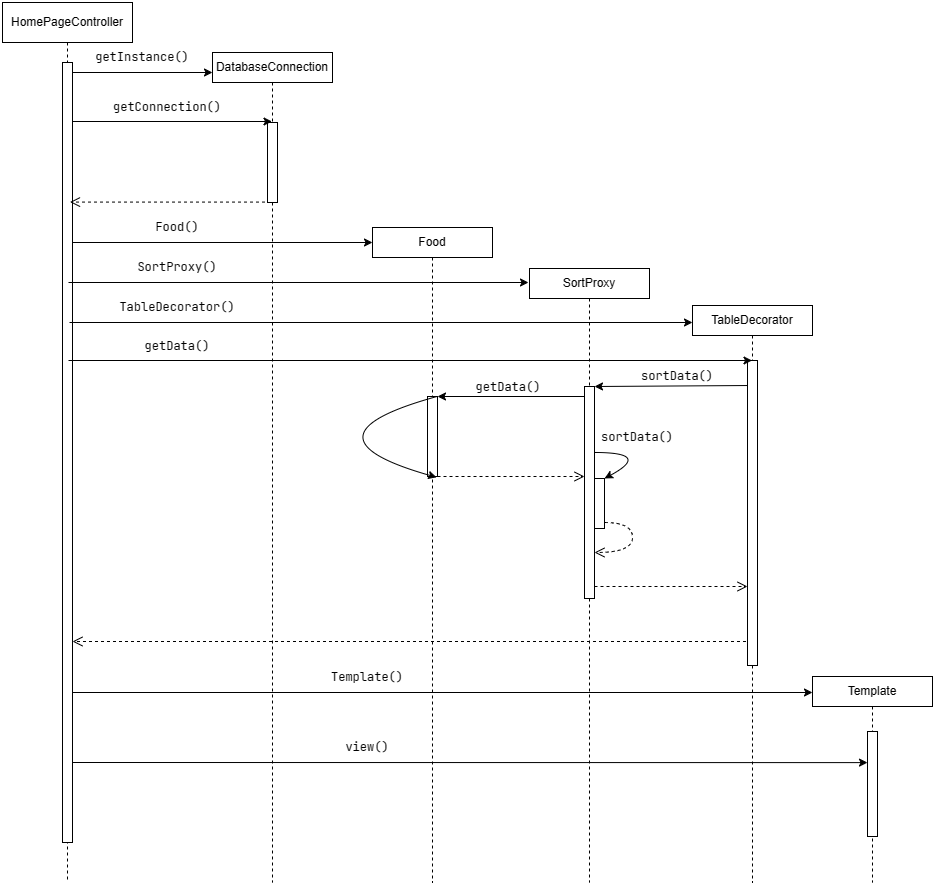 HomePageController
getInstance()
DatabaseConnection
getConnection()
Food()
Food
SortProxy()
SortProxy
TableDecorator()
TableDecorator
getData()
sortData()
getData()
sortData()
Template()
Template
view()